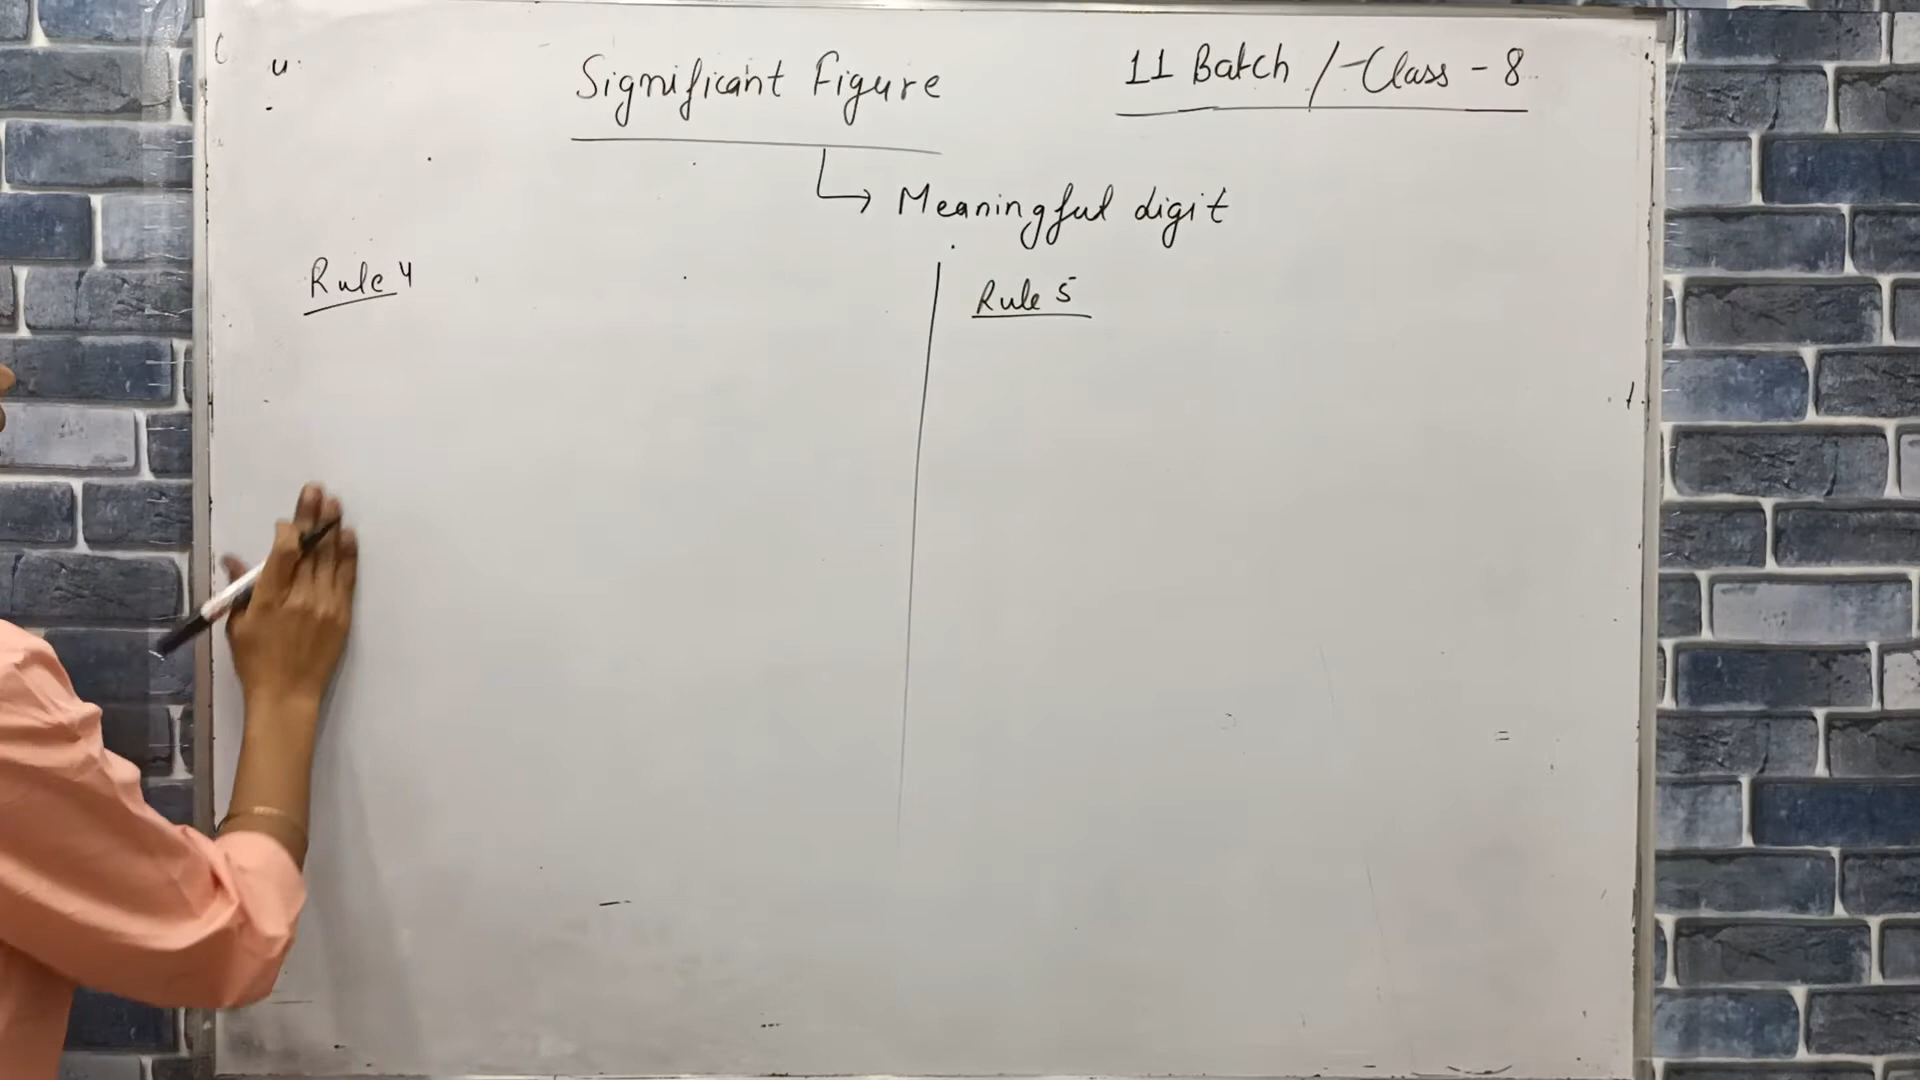 Significant Figure
11 Batch / Class - 8
↳ Meaningful digit
Rule 4
Rule 5